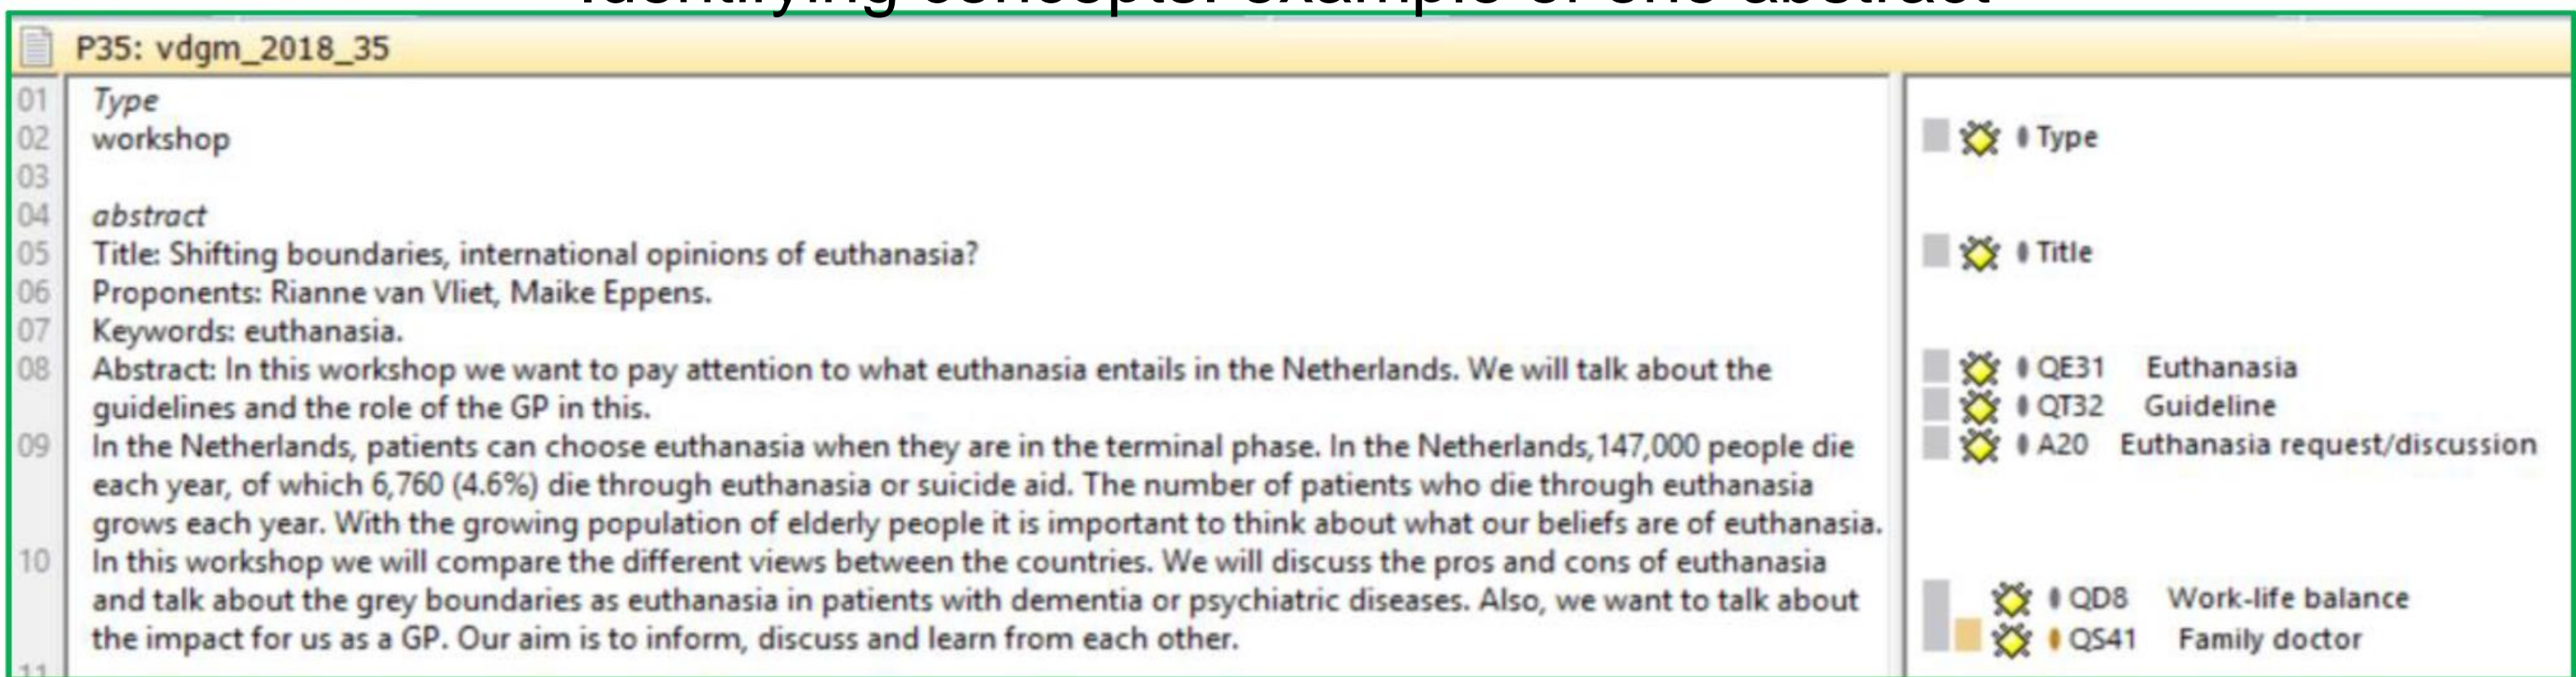 Identifying concepts: example of one abstract
P35: vdgm_2018_35
01 Type
02 workshop
Type
03
04 abstract
05 Title: Shifting boundaries, international opinions of euthanasia?
Title
06 Proponents: Rianne van Vliet, Maike Eppens.
07 Keywords: euthanasia.
08 Abstract: In this workshop we want to pay attention to what euthanasia entails in the Netherlands. We will talk about the
QE31 Euthanasia
guidelines and the role of the GP in this.
QT32 Guideline
09 In the Netherlands, patients can choose euthanasia when they are in the terminal phase. In the Netherlands,147,000 people die
A20 Euthanasia request/discussion
each year, of which 6,760 (4.6%) die through euthanasia or suicide aid. The number of patients who die through euthanasia
grows each year. With the growing population of elderly people it is important to think about what our beliefs are of euthanasia.
10 In this workshop we will compare the different views between the countries. We will discuss the pros and cons of euthanasia
and talk about the grey boundaries as euthanasia in patients with dementia or psychiatric diseases. Also, we want to talk about
QD8 Work-life balance
the impact for us as a GP. Our aim is to inform, discuss and learn from each other.
QS41 Family doctor
11